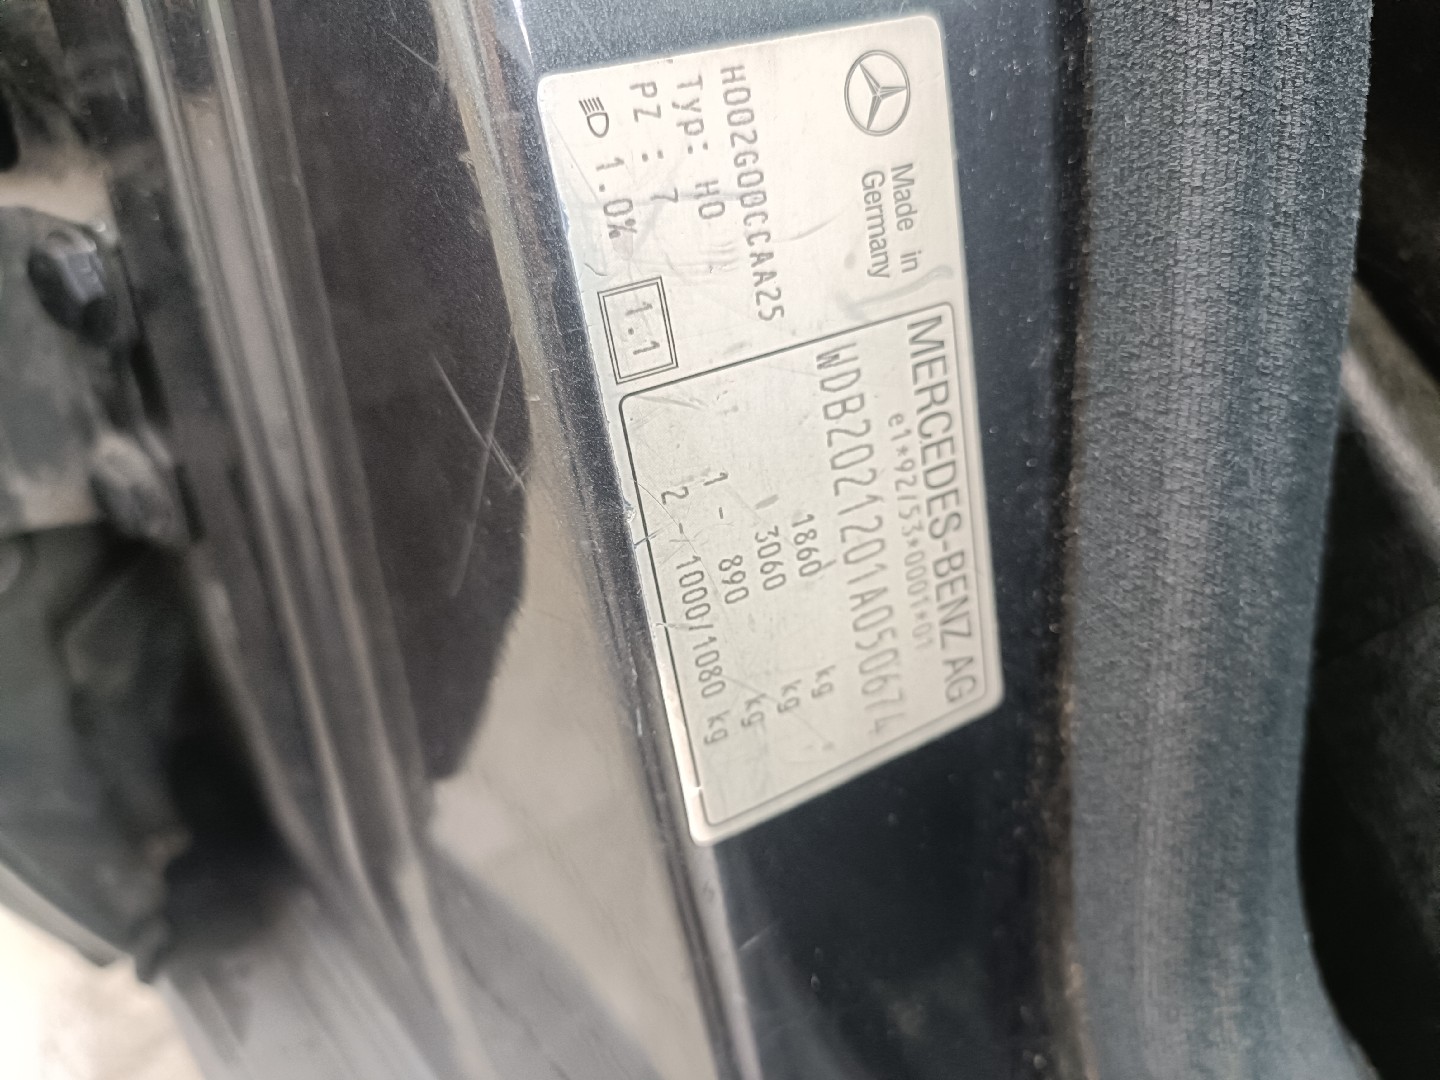 MERCEDES-BENZ AG
e1*92/53*0001*01
WDB2021201A050674
1860 kg
3060 kg
1 - 890 kg
2 - 1000/1080 kg
Made in
Germany
H002G00CCAA25
Typ: H0
PZ : 7
1.0%
1.1